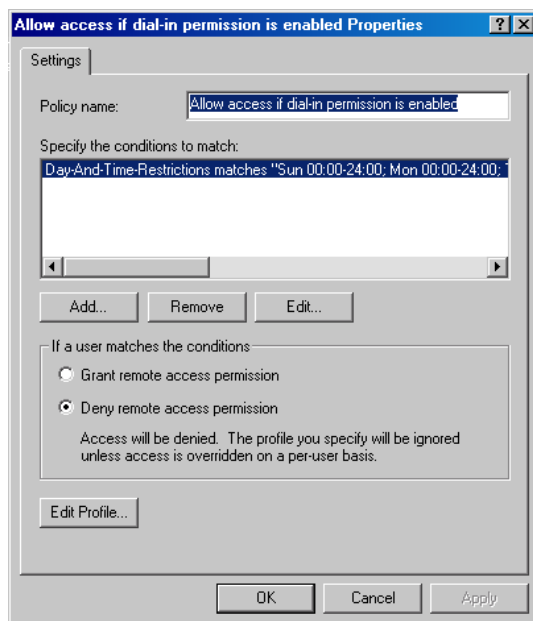 Allow access if dial-in permission is enabled Properties
Settings
Policy name:
Allow access if dial-in permission is enabled
Specify the conditions to match:
Day-And-Time-Restrictions matches "Sun 00:00-24:00; Mon 00:00-24:00;
Add...
Remove
Edit...
If a user matches the conditions
Grant remote access permission
Deny remote access permission
Access will be denied. The profile you specify will be ignored
unless access is overridden on a per-user basis.
Edit Profile...
OK
Cancel
Apply